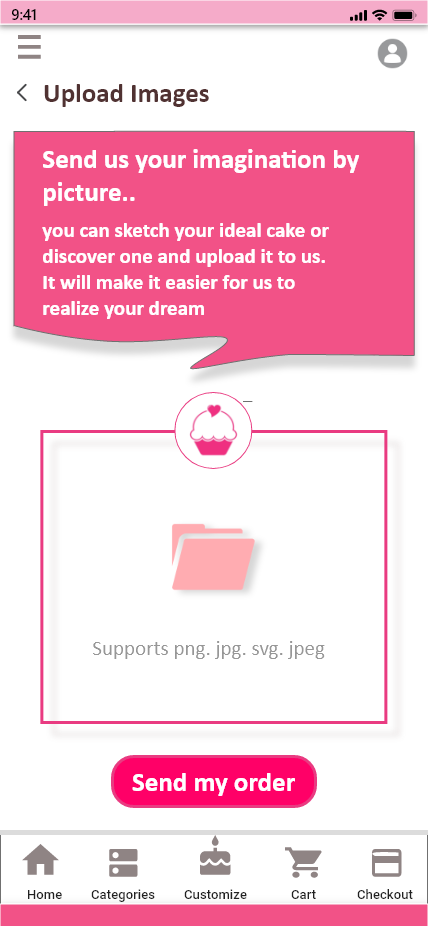 9:41
Upload Images
Send us your imagination by
picture..
you can sketch your ideal cake or
discover one and upload it to us.
It will make it easier for us to
realize your dream
Supports png. jpg. svg. jpeg
Send my order
Home Categories Customize Cart Checkout